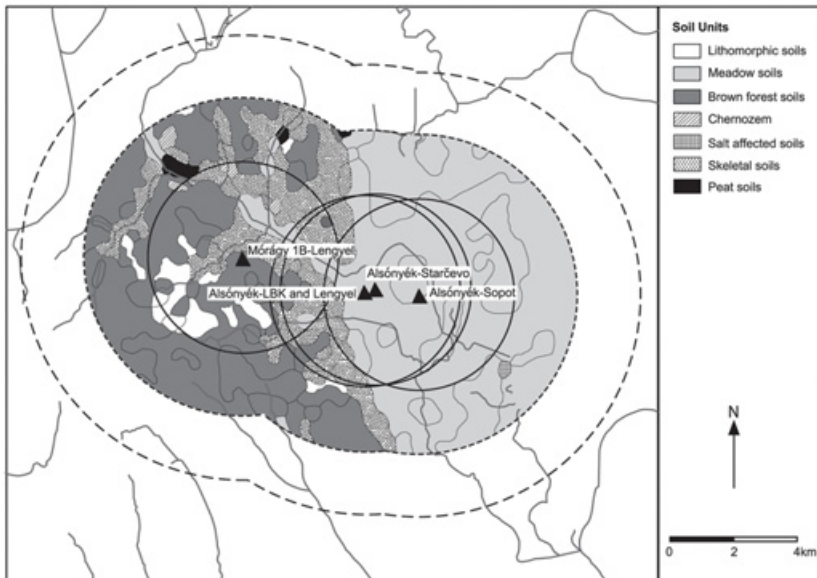 Mórágy 1B-Lengyel
Alsónyék-Starčevo
Alsónyék-LBK and Lengyel
Alsónyék-Sopot
Soil Units
Lithomorphic soils
Meadow soils
Brown forest soils
Chernozem
Salt affected soils
Skeletal soils
Peat soils
N
0 2 4km